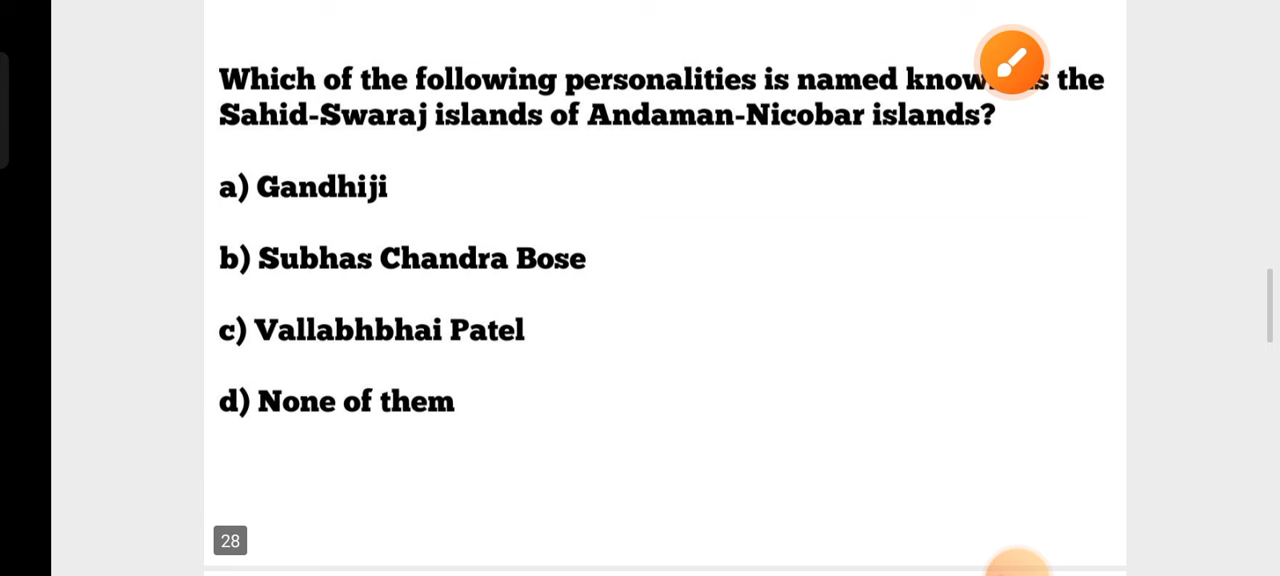 Which of the following personalities is named know s the
Sahid-Swaraj islands of Andaman-Nicobar islands?
a) Gandhiji
b) Subhas Chandra Bose
c) Vallabhbhai Patel
d) None of them
28